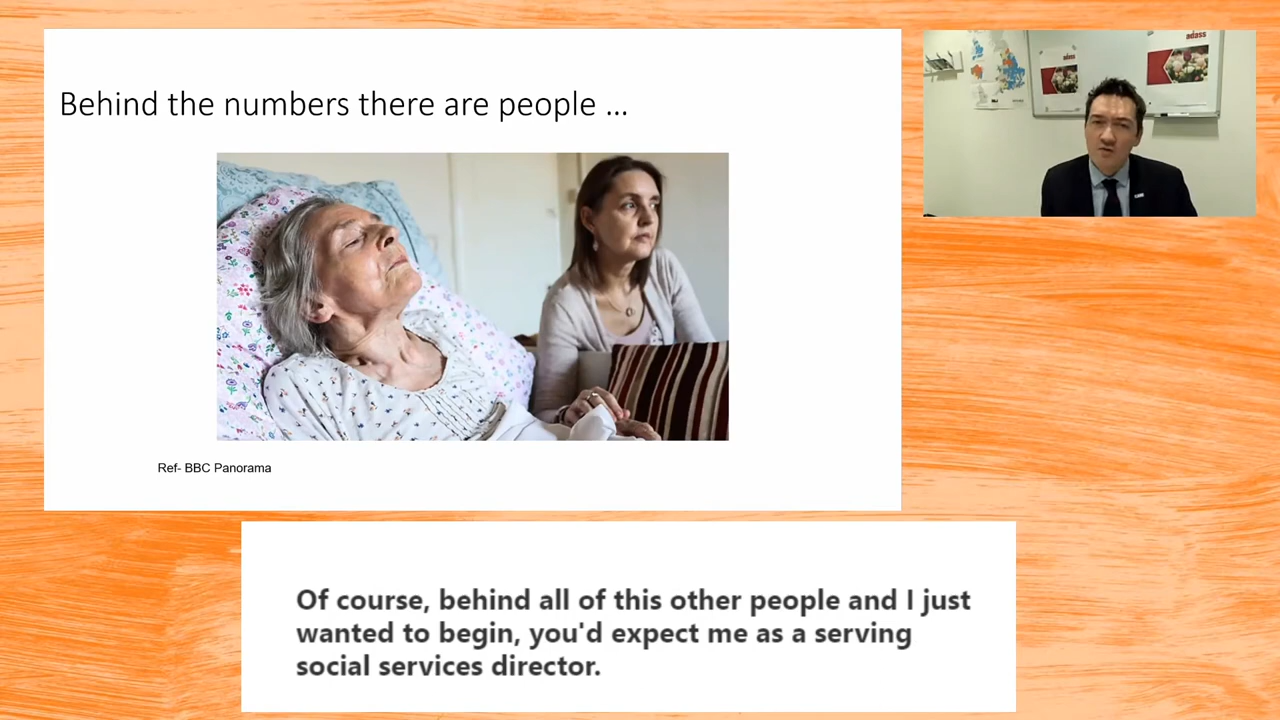 Behind the numbers there are people ...
adass
Ref- BBC Panorama
Of course, behind all of this other people and I just
wanted to begin, you'd expect me as a serving
social services director.